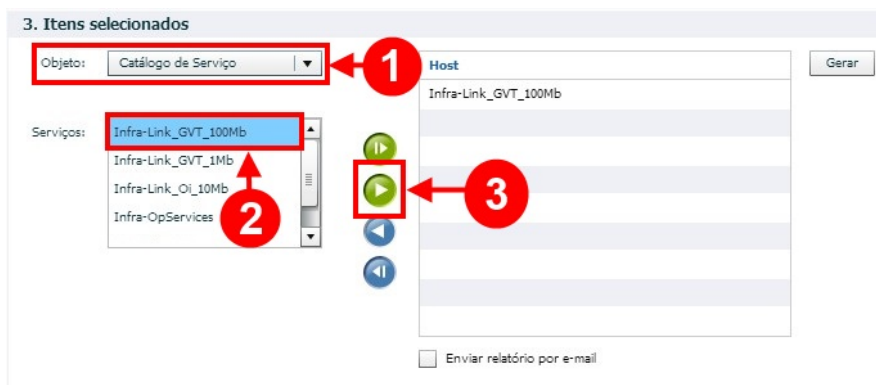 3. Itens selecionados
Objeto:
Catálogo de Serviço
1
Host
Gerar
Infra-Link_GVT_100Mb
Serviços:
Infra-Link_GVT_100Mb
Infra-Link_GVT_1Mb
Infra-Link_Oi_10Mb
Infra-OpServices
2
3
Enviar relatório por e-mail